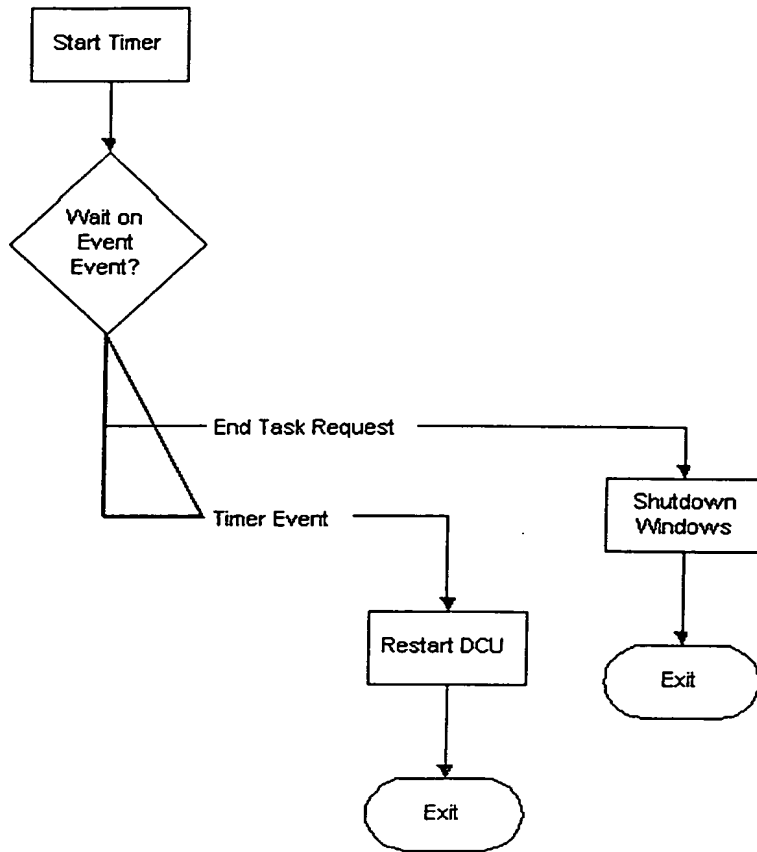 Start Timer
Wait on
Event
Event?
End Task Request
Timer Event
Shutdown
Windows
Restart DCU
Exit
Exit